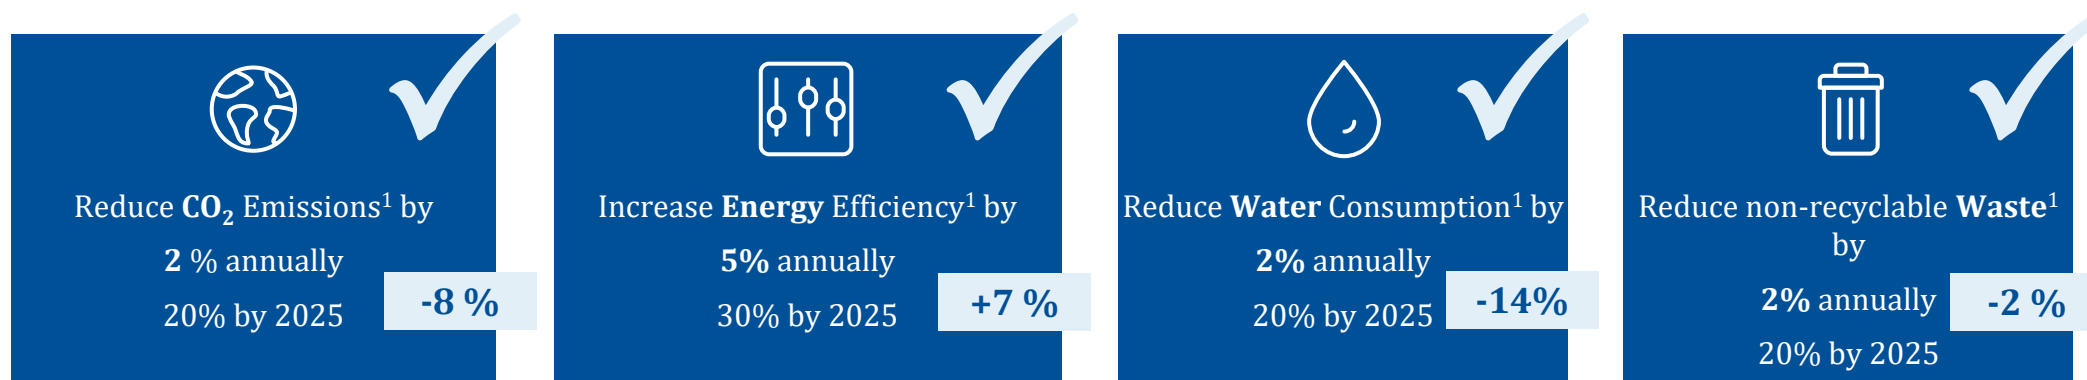 Reduce CO₂ Emissions¹ by
2 % annually
20% by 2025
-8 %
Increase Energy Efficiency¹ by
5% annually
30% by 2025
+7 %
Reduce Water Consumption¹ by
2% annually
20% by 2025
-14%
Reduce non-recyclable Waste¹
by
2% annually
20% by 2025
-2 %